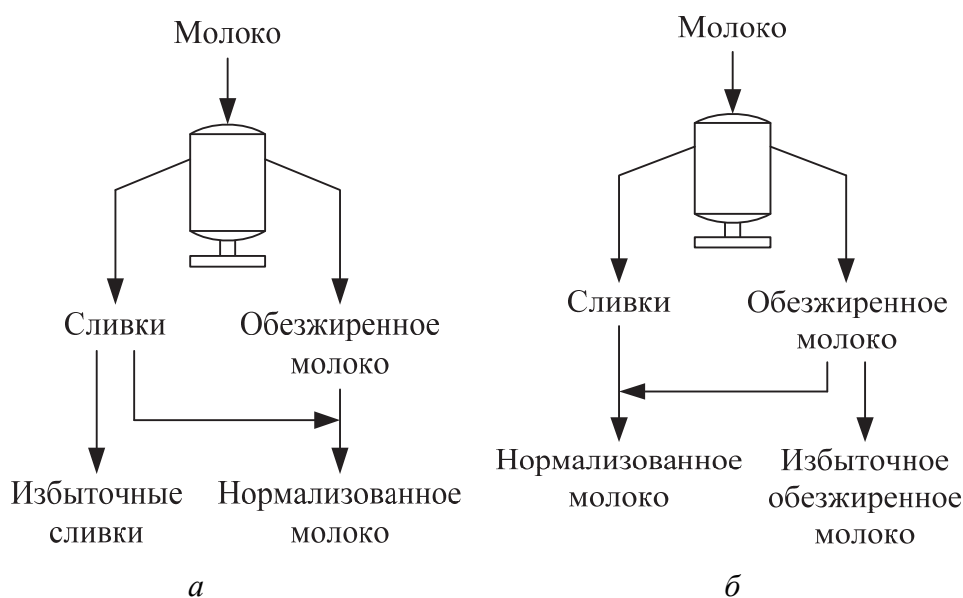 Молоко
Сливки
Обезжиренное
молоко
Избыточные
сливки
Нормализованное
молоко
а
Молоко
Сливки
Обезжиренное
молоко
Нормализованное
молоко
Избыточное
обезжиренное
молоко
б